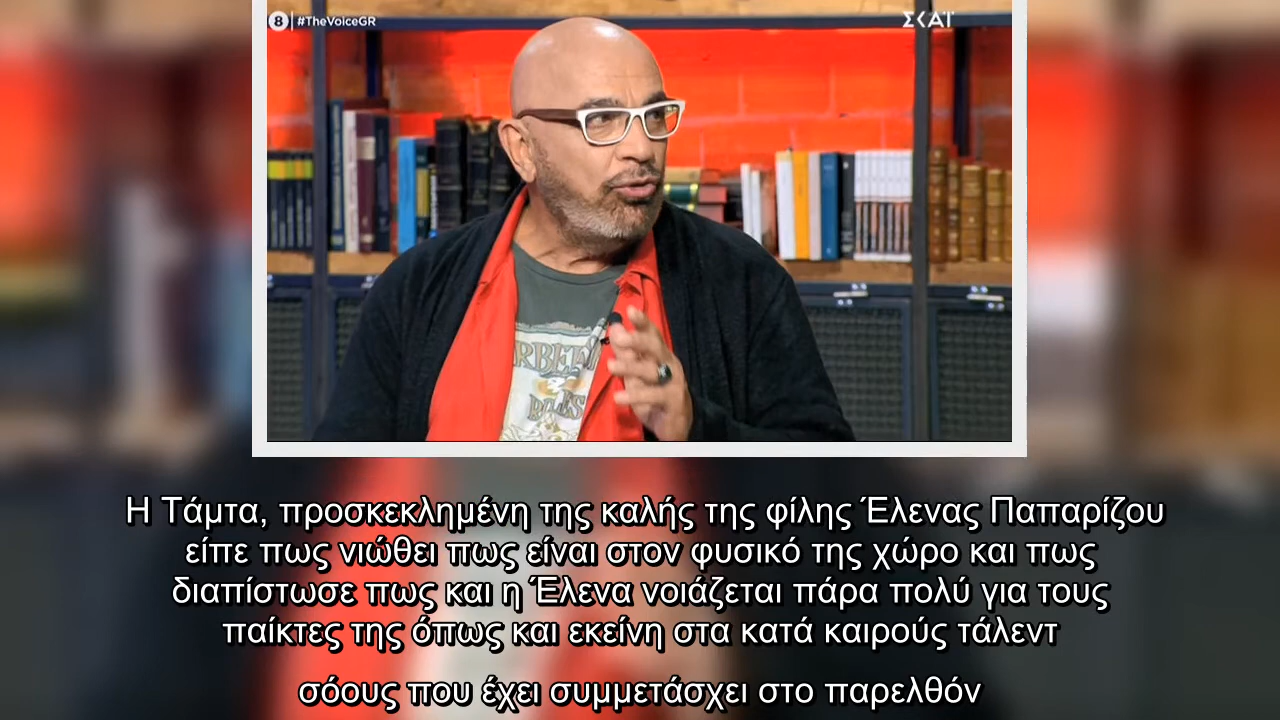 8 | #TheVoiceGR
ΣΚΑΪ
Η Τάμτα, προσκεκλημένη της καλής της φίλης Έλενας Παπαρίζου
είπε πως νιώθει πως είναι στον φυσικό της χώρο και πως
διαπίστωσε πως και η Έλενα νοιάζεται πάρα πολύ για τους
παίκτες της όπως και εκείνη στα κατά καιρούς τάλεντ
σόους που έχει συμμετάσχει στο παρελθόν